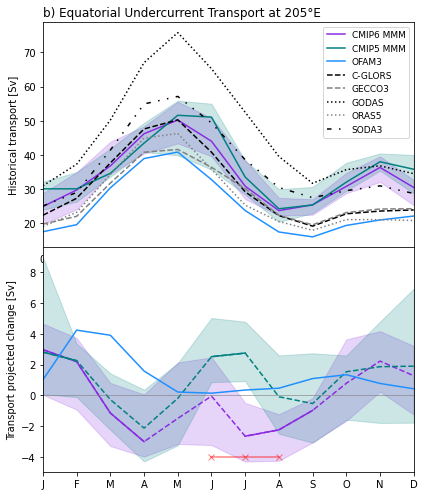 b) Equatorial Undercurrent Transport at 205°E
Historical transport [Sv]
70
60
50
40
30
20
CMIP6 MMM
CMIP5 MMM
OFAM3
C-GLORS
GECCO3
GODAS
ORAS5
SODA3
Transport projected change [Sv]
8
6
4
2
0
−2
−4
J F M A M J J A S O N D